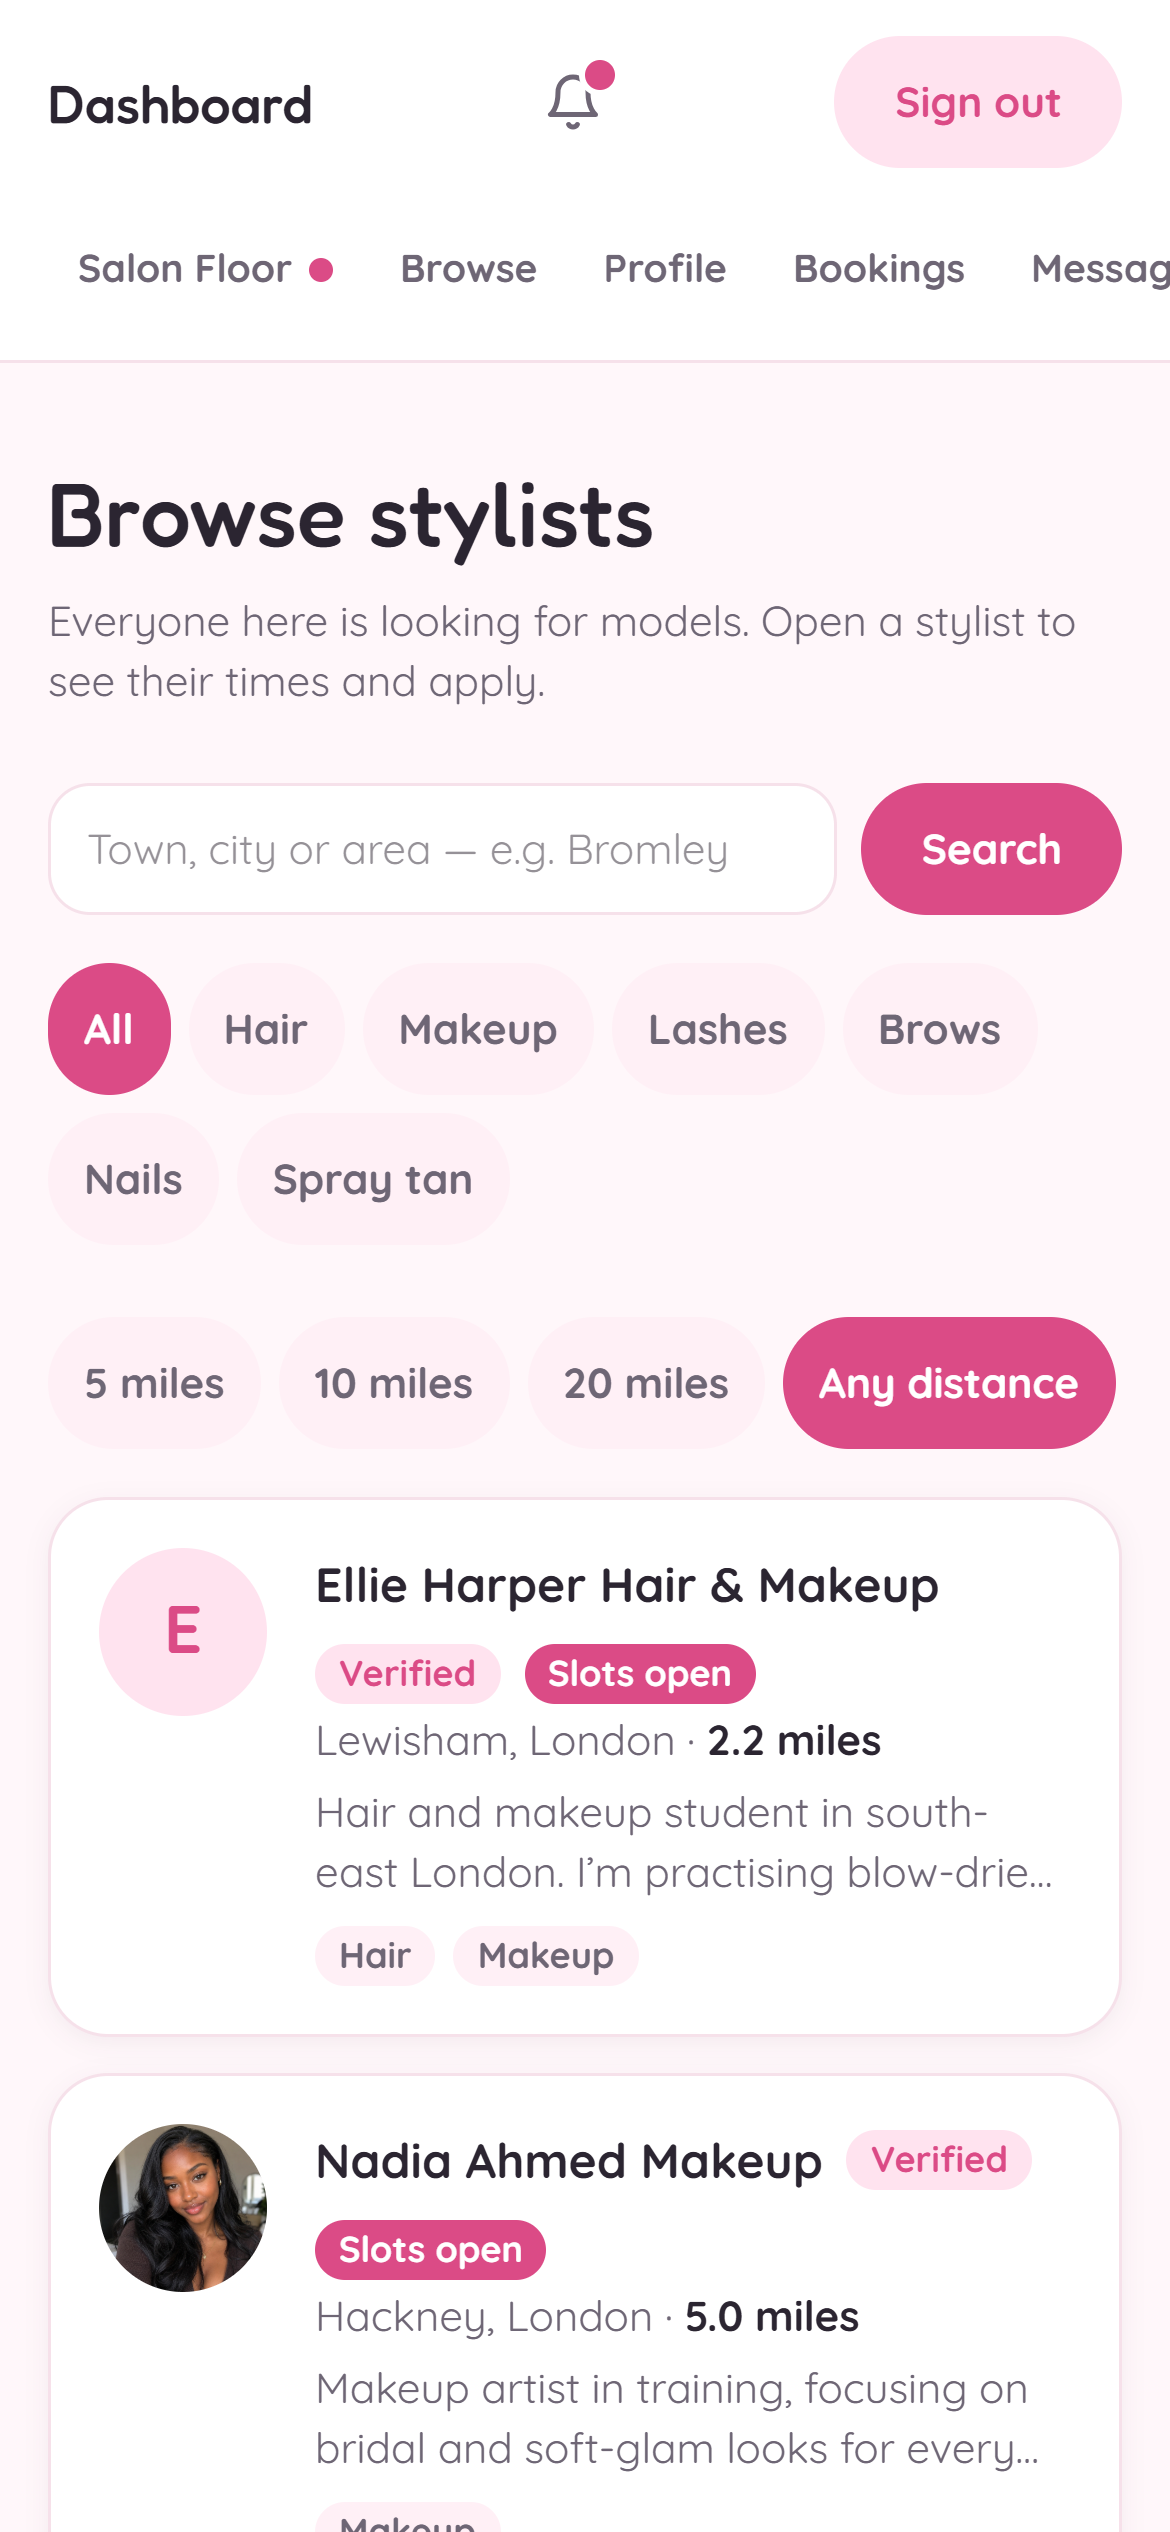 Dashboard
Sign out
Salon Floor
Browse
Profile
Bookings
Messag
Browse stylists
Everyone here is looking for models. Open a stylist to
see their times and apply.
Town, city or area — e.g. Bromley
Search
All
Hair
Makeup
Lashes
Brows
Nails
Spray tan
5 miles
10 miles
20 miles
Any distance
E
Ellie Harper Hair & Makeup
Verified
Slots open
Lewisham, London · 2.2 miles
Hair and makeup student in south-
east London. I’m practising blow-drie...
Hair
Makeup
Nadia Ahmed Makeup
Verified
Slots open
Hackney, London · 5.0 miles
Makeup artist in training, focusing on
bridal and soft-glam looks for every...
Makeup